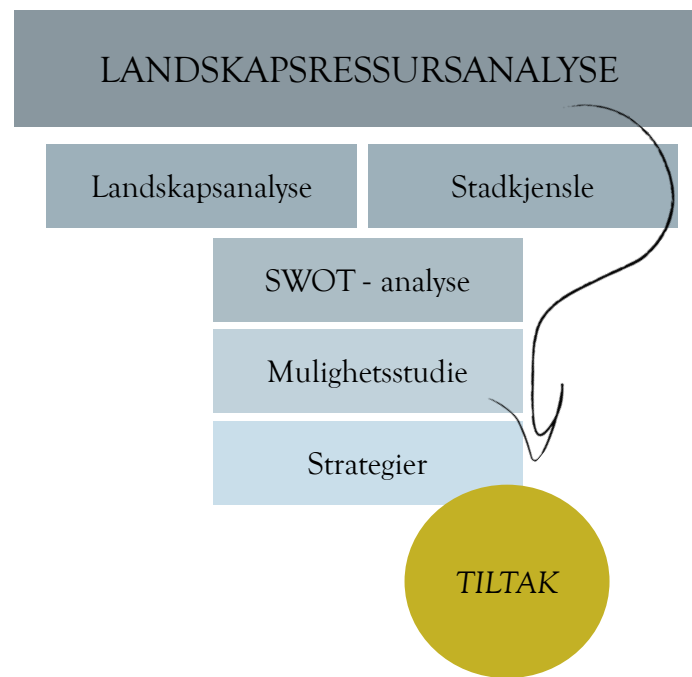 LANDSKAPSRESSURSANALYSE
Landskapsanalyse
Stadkjensle
SWOT - analyse
Mulighetsstudie
Strategier
TILTAK